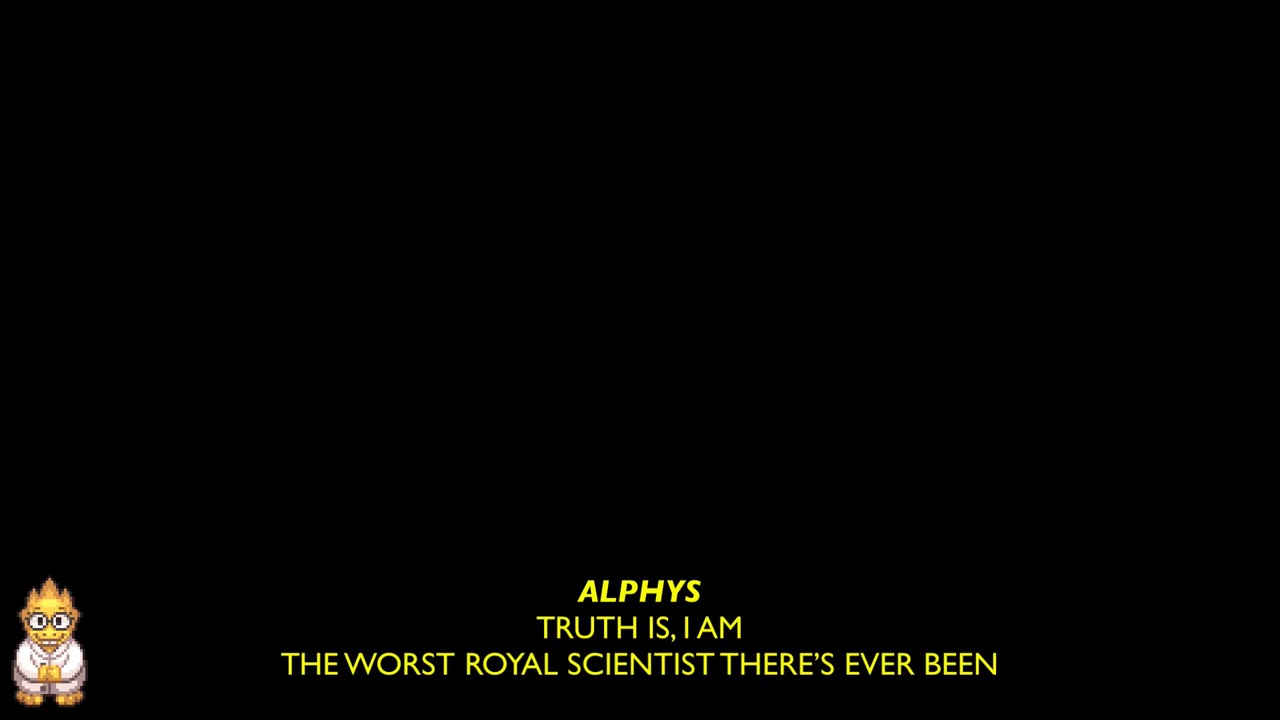 ALPHYS
TRUTH IS, I AM
THE WORST ROYAL SCIENTIST THERE’S EVER BEEN